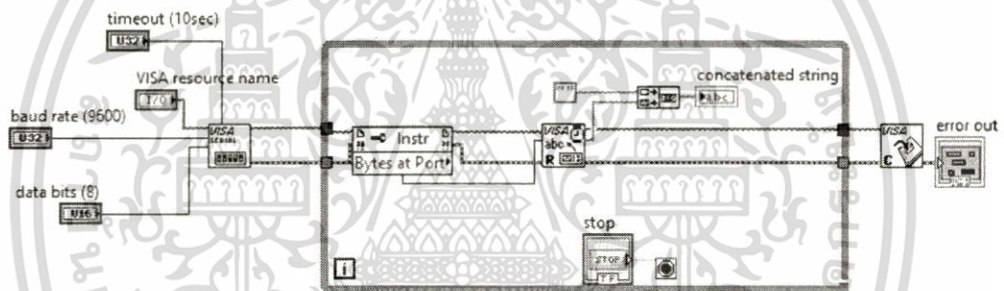 timeout (10sec)
U32
VISA resource name
I/O
baud rate (9600)
U32
VISA
SERIAL
data bits (8)
U16
Instr
Bytes at Port
VISA
abc
R
concatenated string
abc
stop
STOP
TF
i
VISA
C
error out